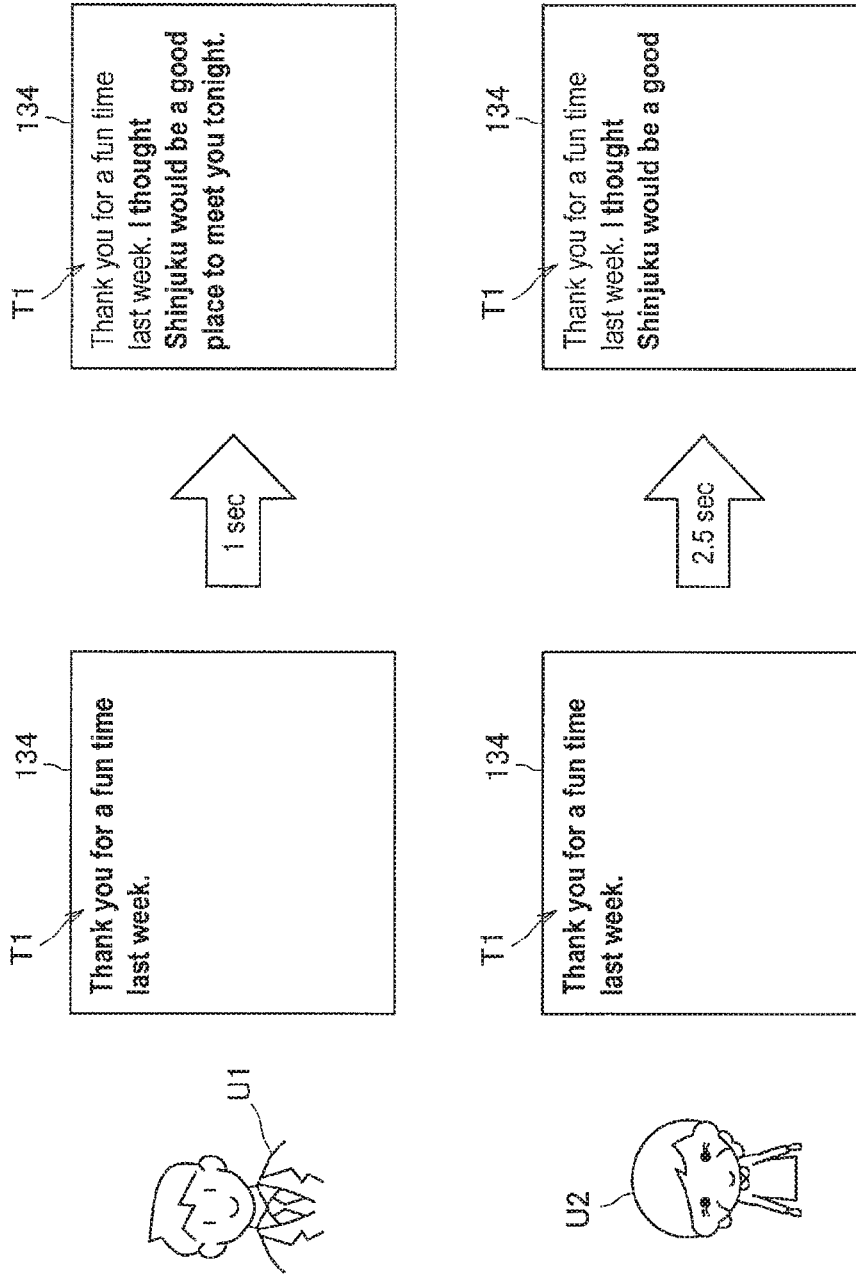 U1
T1
134
Thank you for a fun time
last week.
1 sec
T1
134
Thank you for a fun time
last week. I thought
Shinjuku would be a good
place to meet you tonight.
U2
T1
134
Thank you for a fun time
last week.
2.5 sec
T1
134
Thank you for a fun time
last week. I thought
Shinjuku would be a good